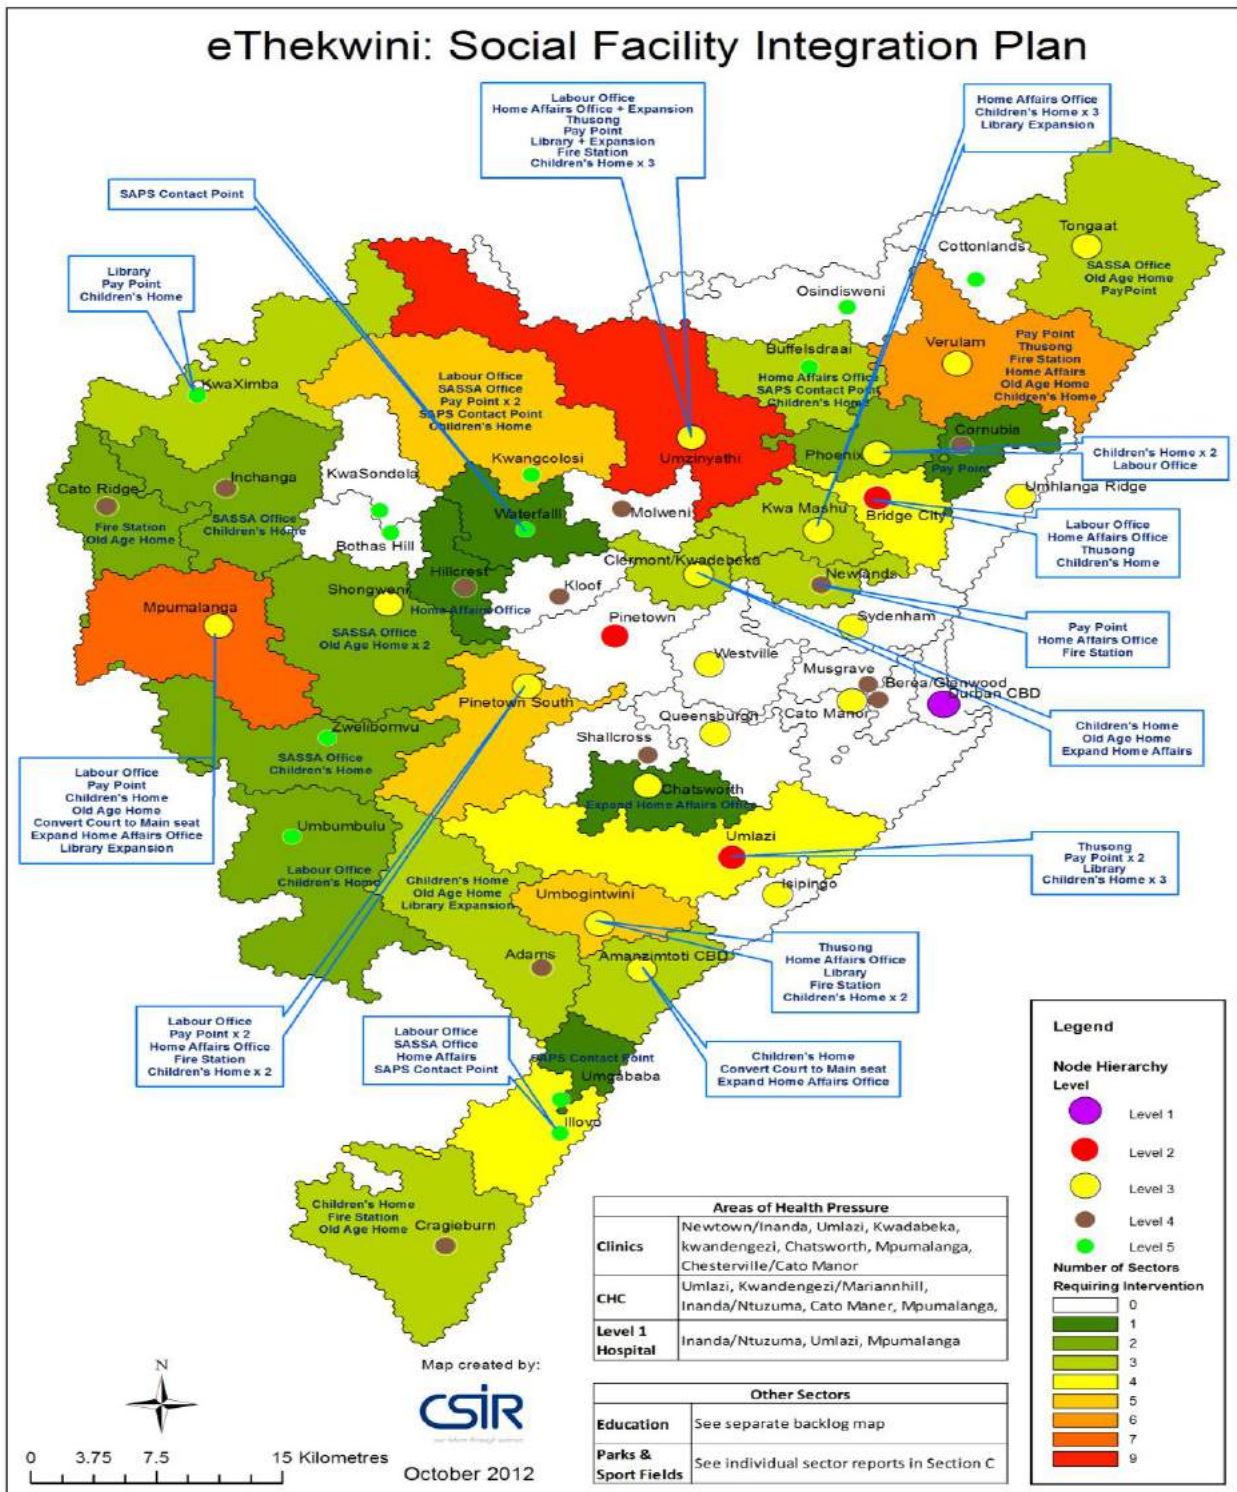 eThekwini: Social Facility Integration Plan
Labour Office
Home Affairs Office + Expansion
Thusong
Pay Point
Library + Expansion
Fire Station
Children's Home x 3
Home Affairs Office
Children's Home x 3
Library Expansion
SAPS Contact Point
Library
Pay Point
Children's Home
Tongaat
SASSA Office
Old Age Home
PayPoint
Cottonlands
Osindisweni
Verulam
Pay Point
Thusong
Fire Station
Home Affairs
Old Age Home
Children's Home
Buffelsdraai
Home Affairs Office
SAPS Contact Point
Children's Home
KwaXimba
Labour Office
SASSA Office
Pay Point x 2
SAPS Contact Point
Children's Home
Kwangcolosi
Umzinyathi
Phoenix
Cornubia
Pay Point
Children's Home x 2
Labour Office
Umhlanga Ridge
Cato Ridge
Fire Station
Old Age Home
Inchanga
SASSA Office
Children's Home
KwaSondela
Bothas Hill
Waterfall
Molweni
Kwa Mashu
Bridge City
Labour Office
Home Affairs Office
Thusong
Children's Home
Hillcrest
Home Affairs Office
Kloof
Clermont/Kwadebeka
Newlands
Mpumalanga
Shongweni
SASSA Office
Old Age Home x 2
Pinetown
Sydenham
Pay Point
Home Affairs Office
Fire Station
Westville
Musgrave
Berea/Glenwood
Durban CBD
Cato Manor
Pinetown South
Queensburgh
Children's Home
Old Age Home
Expand Home Affairs
Zwelibomvu
SASSA Office
Children's Home
Shallcross
Chatsworth
Expand Home Affairs Office
Labour Office
Pay Point
Children's Home
Old Age Home
Convert Court to Main seat
Expand Home Affairs Office
Library Expansion
Umbumbulu
Labour Office
Children's Home
Umlazi
Thusong
Pay Point x 2
Library
Children's Home x 3
Isipingo
Children's Home
Old Age Home
Library Expansion
Umbogintwini
Adams
Amanzimtoti CBD
Thusong
Home Affairs Office
Library
Fire Station
Children's Home x 2
Labour Office
Pay Point x 2
Home Affairs Office
Fire Station
Children's Home x 2
Labour Office
SASSA Office
Home Affairs
SAPS Contact Point
SAPS Contact Point
Umgababa
Illovo
Children's Home
Convert Court to Main seat
Expand Home Affairs Office
Children's Home
Fire Station
Old Age Home
Cragieburn
Legend
Node Hierarchy
Level
Level 1
Level 2
Level 3
Level 4
Level 5
Number of Sectors
Requiring Intervention
0
1
2
3
4
5
6
7
9
Areas of Health Pressure
Clinics
Newtown/Inanda, Umlazi, Kwadabeka,
kwandengezi, Chatsworth, Mpumalanga,
Chesterville/Cato Manor
CHC
Umlazi, Kwandengezi/Mariannhill,
Inanda/Ntuzuma, Cato Maner, Mpumalanga,
Level 1
Hospital
Inanda/Ntuzuma, Umlazi, Mpumalanga
Other Sectors
Education
See separate backlog map
Parks &
Sport Fields
See individual sector reports in Section C
N
Map created by:
CSIR
October 2012
0 3.75 7.5 15 Kilometres